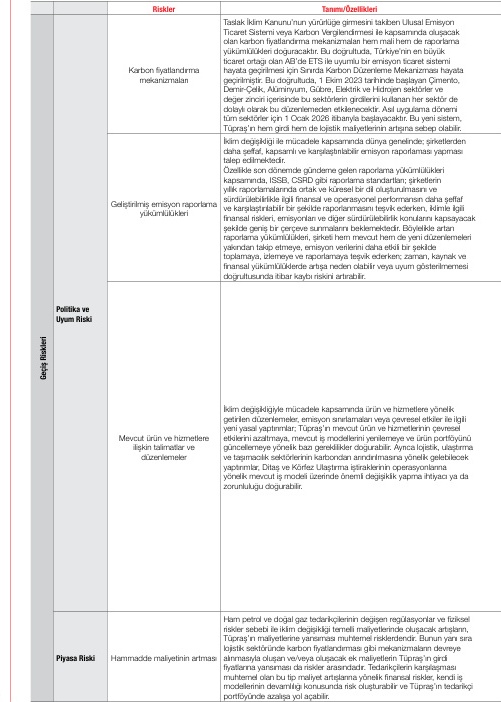 Riskler
Tanımı/Özellikleri
Geçiş Riskleri
Politika ve
Uyum Riski
Karbon fiyatlandırma
mekanizmaları
Taslak İklim Kanunu'nun yürürlüğe girmesini takiben Ulusal Emisyon
Ticaret Sistemi veya Karbon Vergilendirmesi ile kapsamında oluşacak
olan karbon fiyatlandırma mekanizmaları hem mali hem de raporlama
yükümlülükleri doğuracaktır. Bu doğrultuda, Türkiye'nin en büyük
ticaret ortağı olan AB'de ETS ile uyumlu bir emisyon ticaret sistemi
hayata geçirilmesi için Sınırda Karbon Düzenleme Mekanizması hayata
geçirilmiştir. Bu doğrultuda, 1 Ekim 2023 tarihinde başlayan Çimento,
Demir-Çelik, Alüminyum, Gübre, Elektrik ve Hidrojen sektörler ve
değer zinciri içerisinde bu sektörlerin girdilerini kullanan her sektör de
dolaylı olarak bu düzenlemeden etkilenecektir. Asıl uygulama dönemi
tüm sektörler için 1 Ocak 2026 itibarıyla başlayacaktır. Bu yeni sistem,
Tüpraş'ın hem girdi hem de lojistik maliyetlerinin artışına sebep olabilir.
Geliştirilmiş emisyon raporlama
yükümlülükleri
İklim değişikliği ile mücadele kapsamında dünya genelinde; şirketlerden
daha şeffaf, kapsamlı ve karşılaştırılabilir emisyon raporlaması yapması
talep edilmektedir.
Özellikle son dönemde gündeme gelen raporlama yükümlülükleri
kapsamında, ISSB, CSRD gibi raporlama standartları; şirketlerin
yıllık raporlamalarında ortak ve küresel bir dil oluşturulmasını ve
sürdürülebilirlikle ilgili finansal ve operasyonel performansın daha şeffaf
ve karşılaştırılabilir bir şekilde raporlanmasını teşvik ederken, iklimle ilgili
finansal riskleri, emisyonları ve diğer sürdürülebilirlik konularını kapsayacak
şekilde geniş bir çerçeve sunmalarını beklemektedir. Böylelikle artan
raporlama yükümlülükleri, şirketi hem mevcut hem de yeni düzenlemeleri
yakından takip etmeye, emisyon verilerini daha etkili bir şekilde
toplamaya, izlemeye ve raporlamaya teşvik ederken; zaman, kaynak ve
finansal yükümlülüklerde artışa neden olabilir veya uyum gösterilmemesi
doğrultusunda itibar kaybı riskini artırabilir.
Mevcut ürün ve hizmetlere
ilişkin talimatlar ve
düzenlemeler
İklim değişikliğiyle mücadele kapsamında ürün ve hizmetlere yönelik
getirilen düzenlemeler, emisyon sınırlamaları veya çevresel etkiler ile ilgili
yeni yasal yaptırımlar; Tüpraş'ın mevcut ürün ve hizmetlerinin çevresel
etkilerini azaltmaya, mevcut iş modellerini yenilemeye ve ürün portföyünü
güncellemeye yönelik bazı gereklilikler doğurabilir. Ayrıca lojistik, ulaştırma
ve taşımacılık sektörlerinin karbondan arındırılmasına yönelik gelebilecek
yaptırımlar, Ditaş ve Körfez Ulaştırma iştiraklerinin operasyonlarına
yönelik mevcut iş modeli üzerinde önemli değişiklik yapma ihtiyacı ya da
zorunluluğu doğurabilir.
Piyasa Riski
Hammadde maliyetinin artması
Ham petrol ve doğal gaz tedarikçilerinin değişen regülasyonlar ve fiziksel
riskler sebebi ile iklim değişikliği temelli maliyetlerinde oluşacak artışların,
Tüpraş'ın maliyetlerine yansıması muhtemel risklerdendir. Bunun yanı sıra
lojistik sektöründe karbon fiyatlandırması gibi mekanizmaların devreye
alınmasıyla oluşan ve/veya oluşacak ek maliyetlerin Tüpraş'ın girdi
fiyatlarına yansıması da riskler arasındadır. Tedarikçilerin karşılaşması
muhtemel olan bu tip maliyet artışlarına yönelik finansal riskler, kendi iş
modellerinin devamlılığı konusunda risk oluşturabilir ve Tüpraş'ın tedarikçi
portföyünde azalışa yol açabilir.